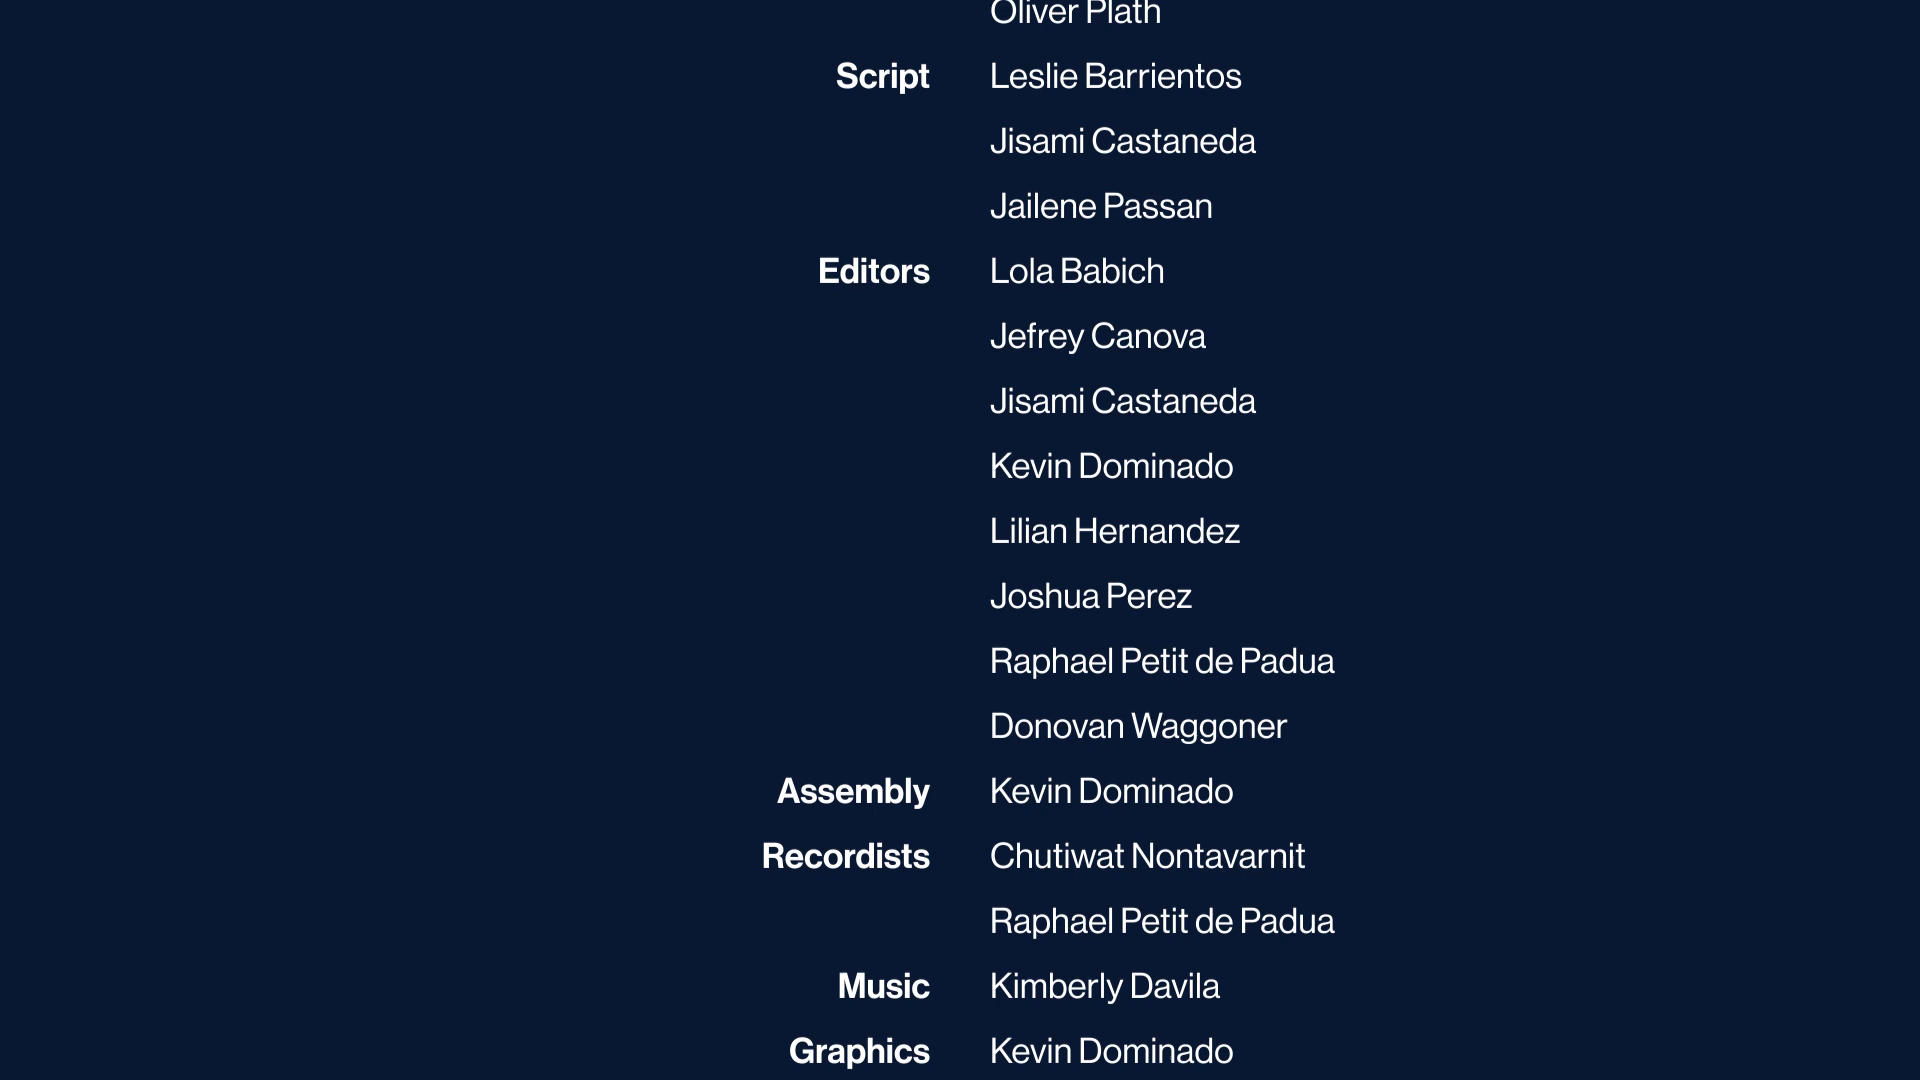 Oliver Plath
Script Leslie Barrientos
Jisami Castaneda
Jailene Passan
Editors Lola Babich
Jefrey Canova
Jisami Castaneda
Kevin Dominado
Lilian Hernandez
Joshua Perez
Raphael Petit de Padua
Donovan Waggoner
Assembly Kevin Dominado
Recordists Chutiwat Nontavarnit
Raphael Petit de Padua
Music Kimberly Davila
Graphics Kevin Dominado